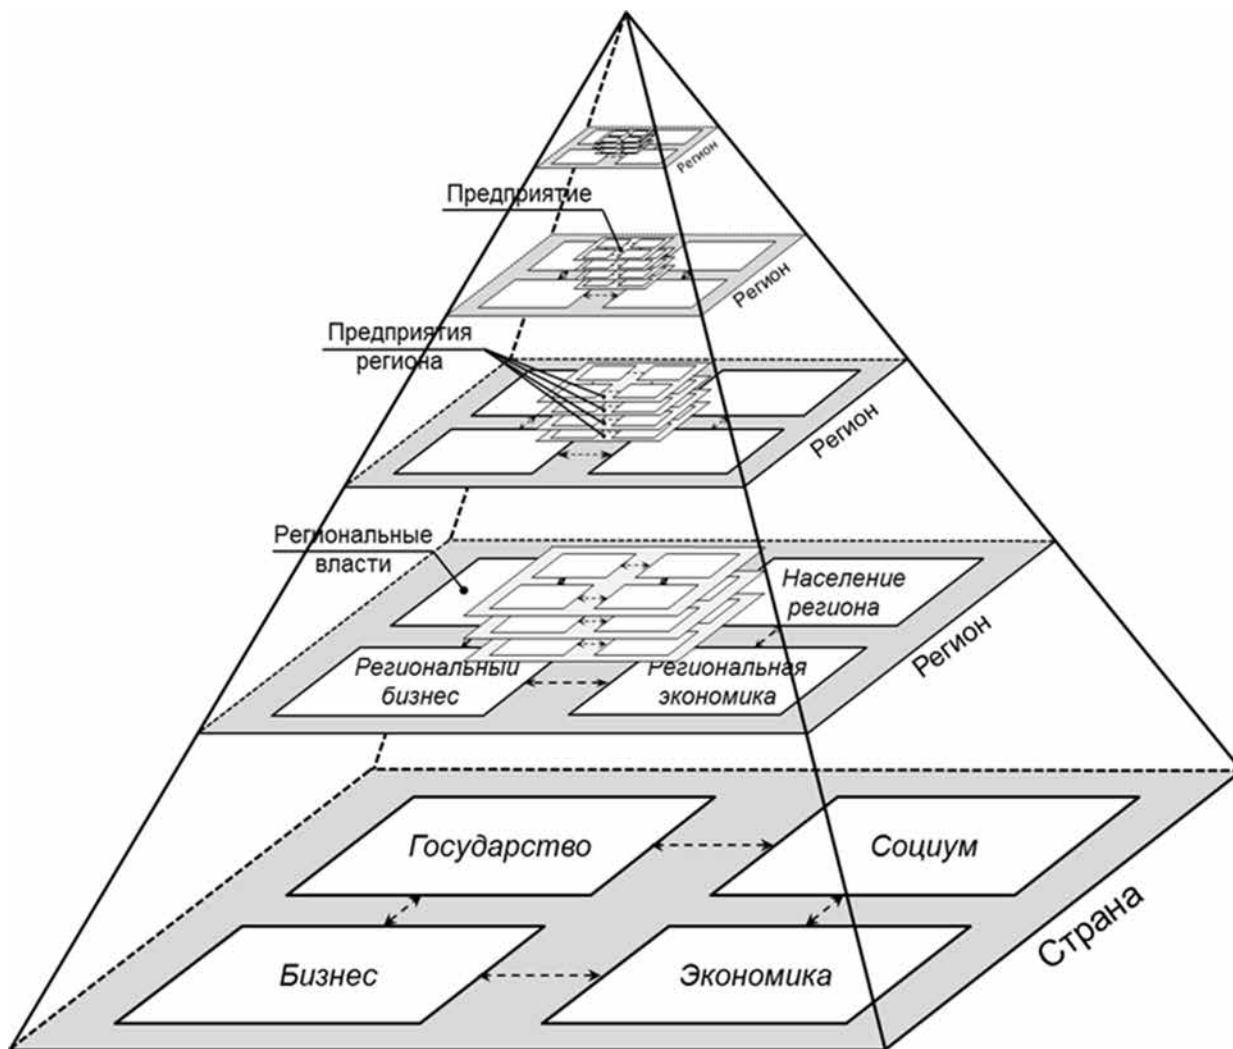 Регион
Предприятие
Регион
Предприятия
региона
Регион
Региональные
власти
Население
региона
Региональный
бизнес
Региональная
экономика
Регион
Государство
Социум
Бизнес
Экономика
Страна